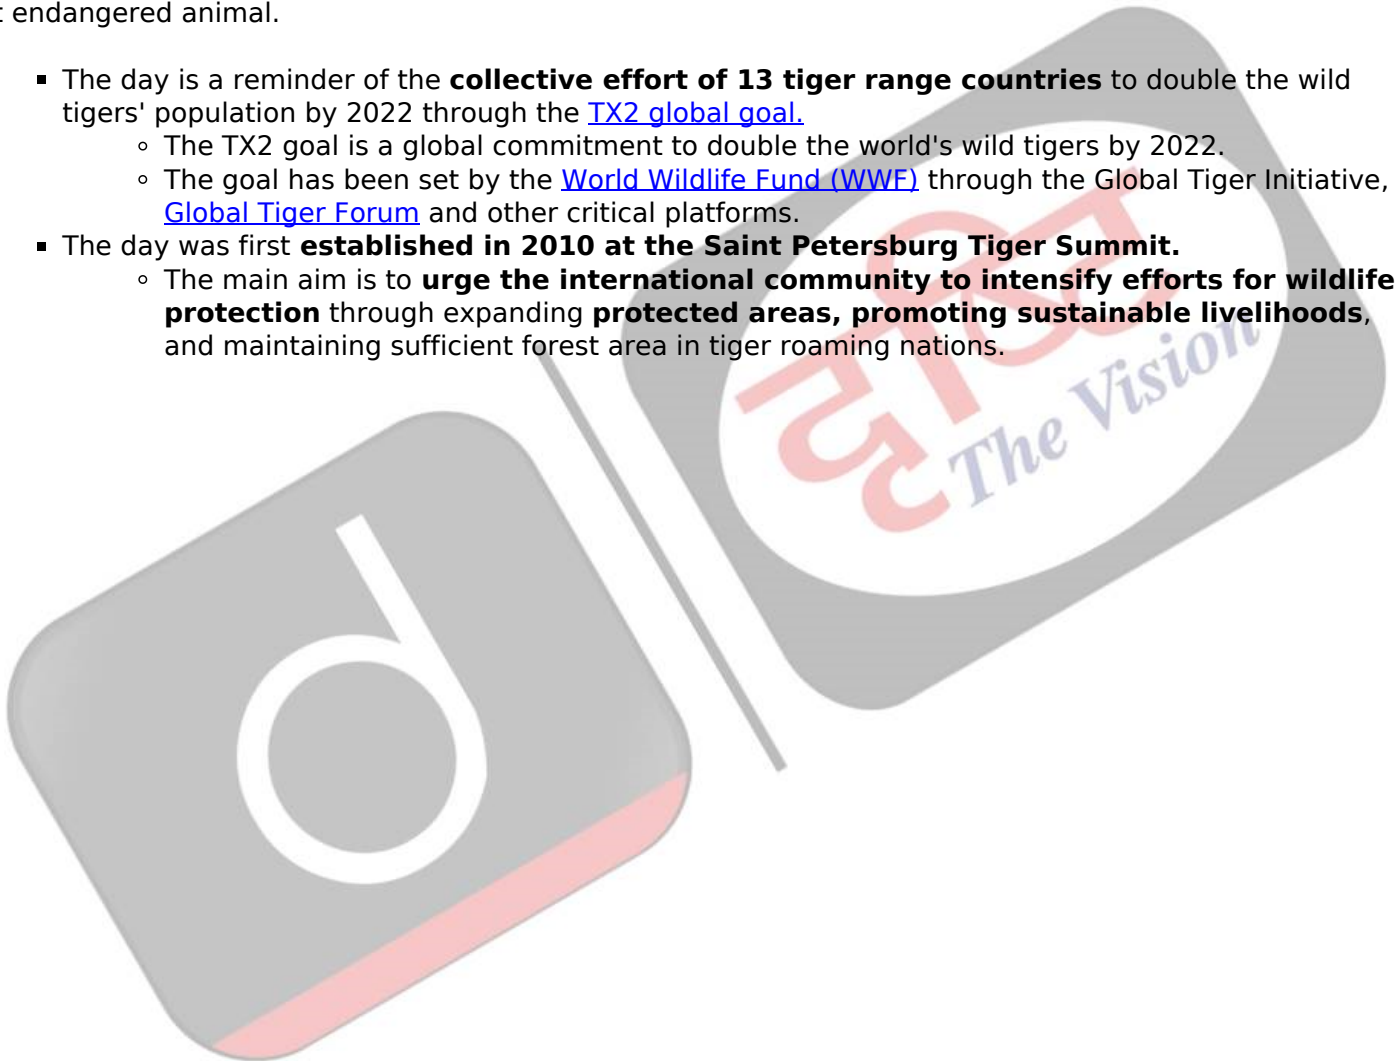 t endangered animal.
▪ The day is a reminder of the collective effort of 13 tiger range countries to double the wild
tigers' population by 2022 through the TX2 global goal.
◦ The TX2 goal is a global commitment to double the world's wild tigers by 2022.
◦ The goal has been set by the World Wildlife Fund (WWF) through the Global Tiger Initiative,
Global Tiger Forum and other critical platforms.
▪ The day was first established in 2010 at the Saint Petersburg Tiger Summit.
◦ The main aim is to urge the international community to intensify efforts for wildlife
protection through expanding protected areas, promoting sustainable livelihoods,
and maintaining sufficient forest area in tiger roaming nations.
दृष्टि
The Vision
d